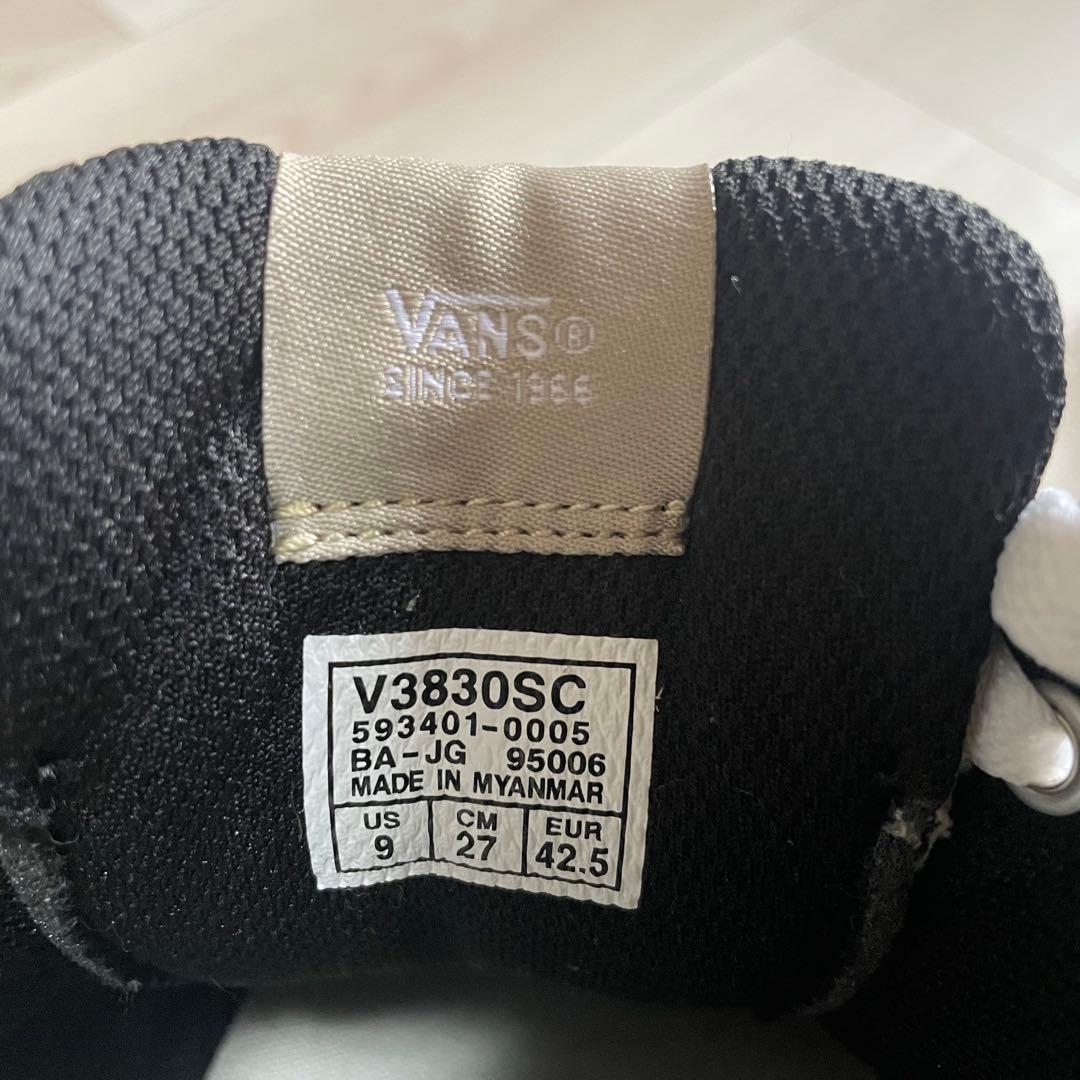 VANS®
SINCE 1966
V3830SC
593401-0005
BA-JG 95006
MADE IN MYANMAR
US CM EUR
9 27 42.5